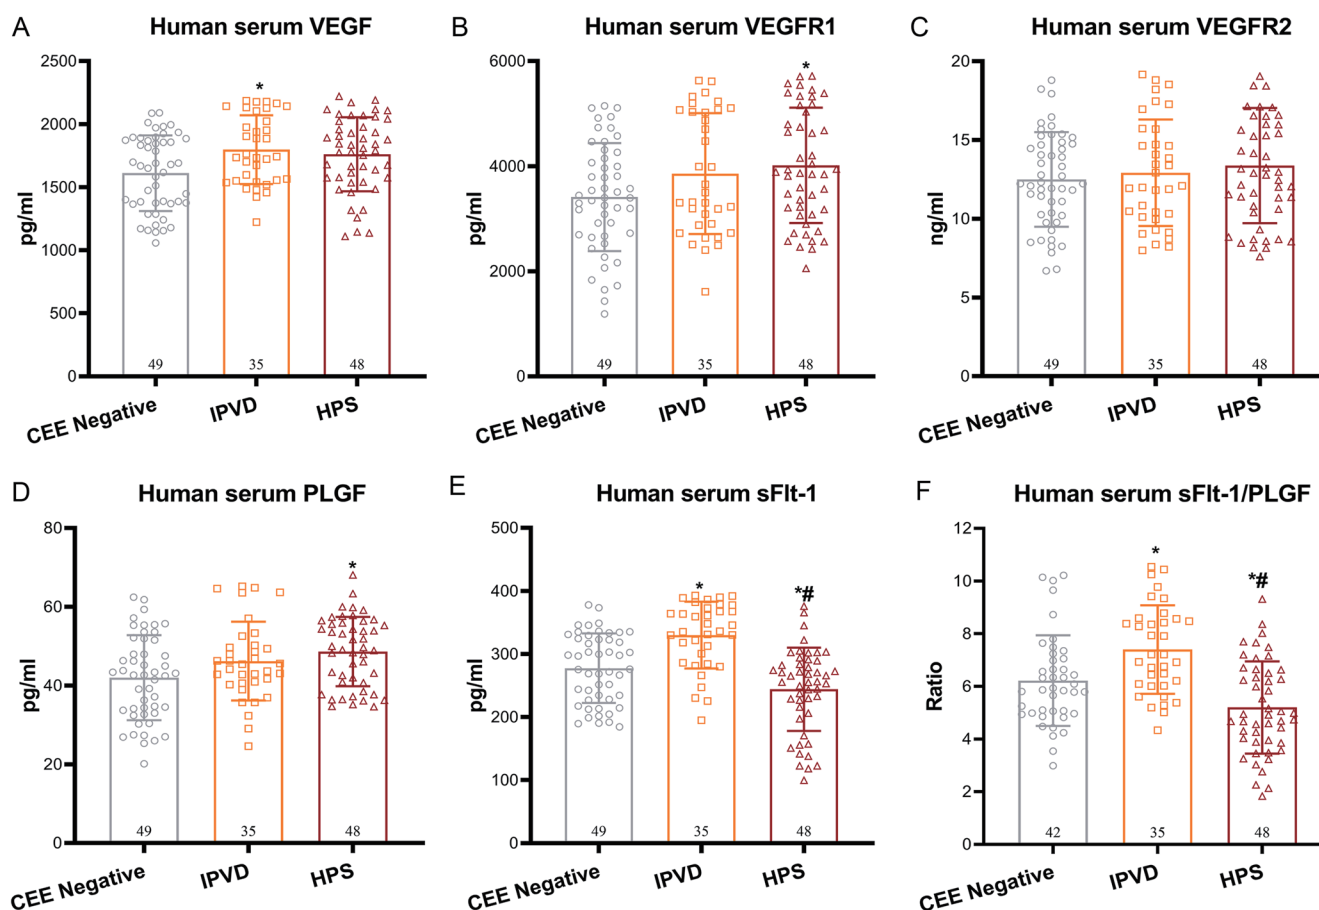 A
Human serum VEGF
2500
2000
1500
1000
500
0
pg/ml
*
49
35
48
CEE Negative
IPVD
HPS
B
Human serum VEGFR1
6000
4000
2000
0
pg/ml
*
49
35
48
CEE Negative
IPVD
HPS
C
Human serum VEGFR2
20
15
10
5
0
ng/ml
49
35
48
CEE Negative
IPVD
HPS
D
Human serum PLGF
80
60
40
20
0
pg/ml
*
49
35
48
CEE Negative
IPVD
HPS
E
Human serum sFlt-1
500
400
300
200
100
0
pg/ml
*
*#
49
35
48
CEE Negative
IPVD
HPS
F
Human serum sFlt-1/PLGF
12
10
8
6
4
2
0
Ratio
*
*#
42
35
48
CEE Negative
IPVD
HPS